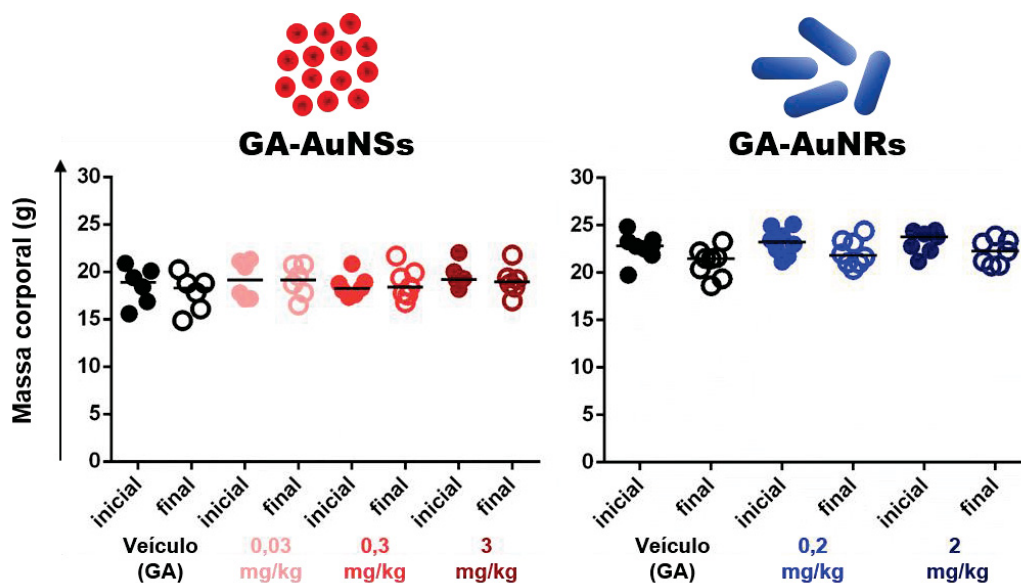 GA-AuNSs
GA-AuNRs
Massa corporal (g)
30
25
20
15
10
5
0
inicial
final
inicial
final
inicial
final
inicial
final
Veículo
(GA)
0,03
mg/kg
0,3
mg/kg
3
mg/kg
30
25
20
15
10
5
0
inicial
final
inicial
final
inicial
final
Veículo
(GA)
0,2
mg/kg
2
mg/kg